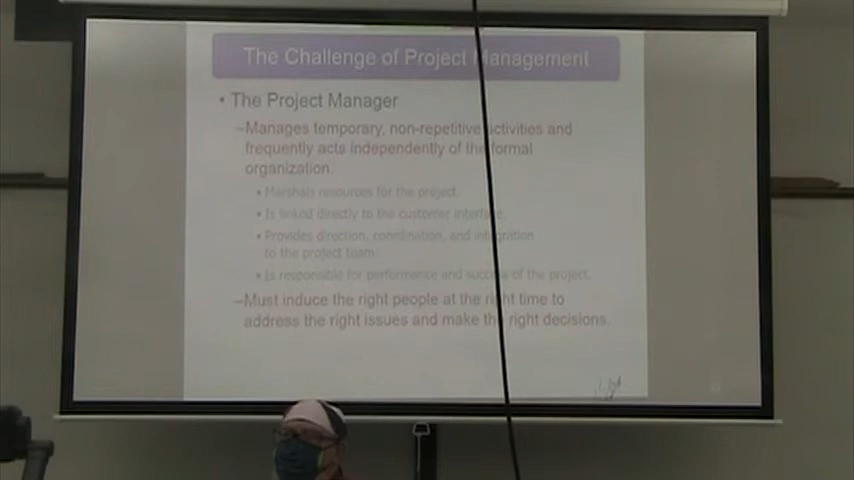 The Challenge of Project Management
• The Project Manager
–Manages temporary, non-repetitive activities and
frequently acts independently of the formal
organization.
• Marshals resources for the project.
• Is linked directly to the customer interface.
• Provides direction, coordination, and integration
to the project team.
• Is responsible for performance and success of the project.
–Must induce the right people at the right time to
address the right issues and make the right decisions.